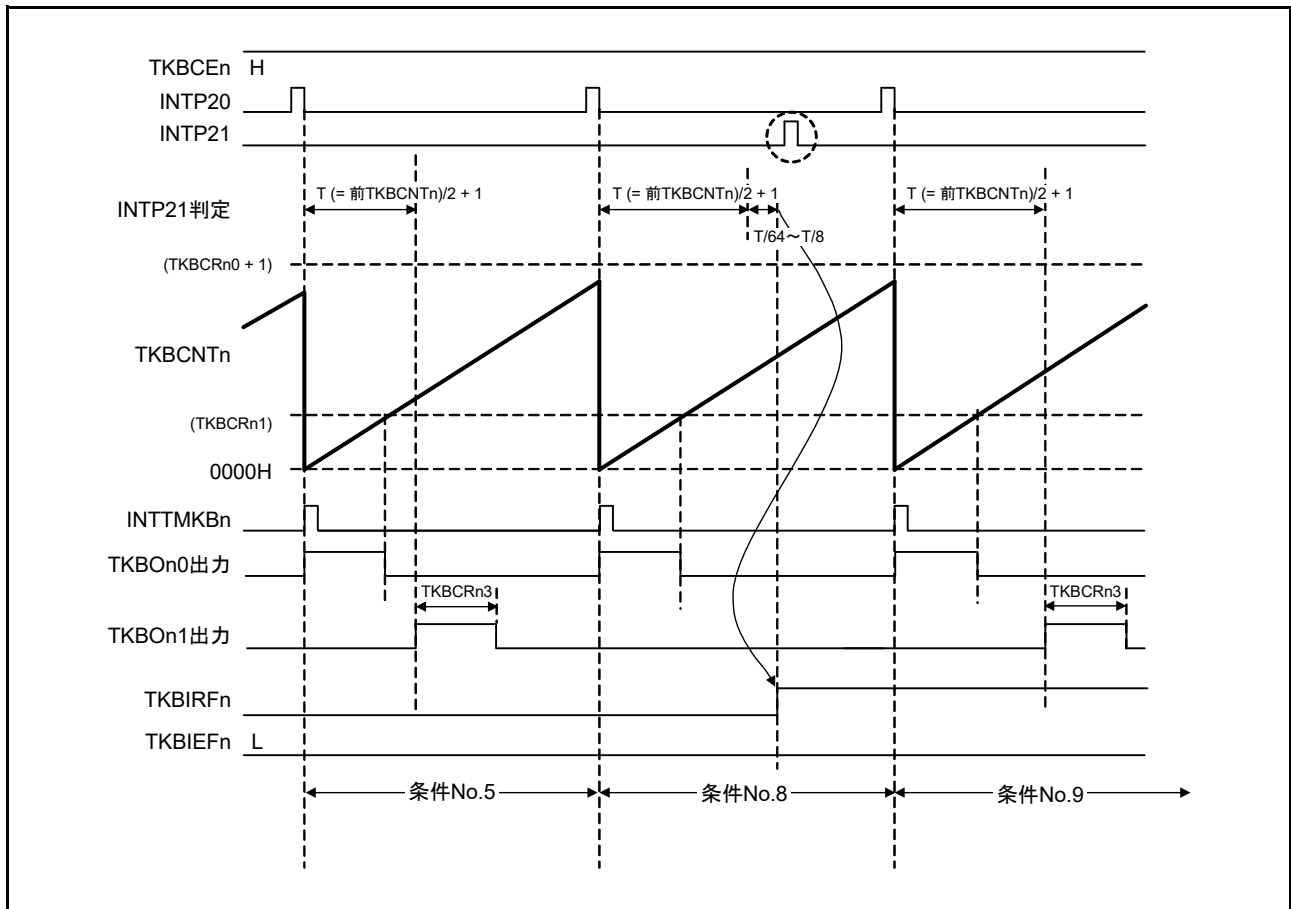 TKBCEn H
INTP20
INTP21
INTP21判定
T (= 前TKBCNTn)/2 + 1
T (= 前TKBCNTn)/2 + 1
T (= 前TKBCNTn)/2 + 1
T/64～T/8
(TKBCRn0 + 1)
TKBCNTn
(TKBCRn1)
0000H
INTTMKBn
TKBOn0出力
TKBCRn3
TKBCRn3
TKBOn1出力
TKBIRFn
TKBIEFn L
条件No.5
条件No.8
条件No.9